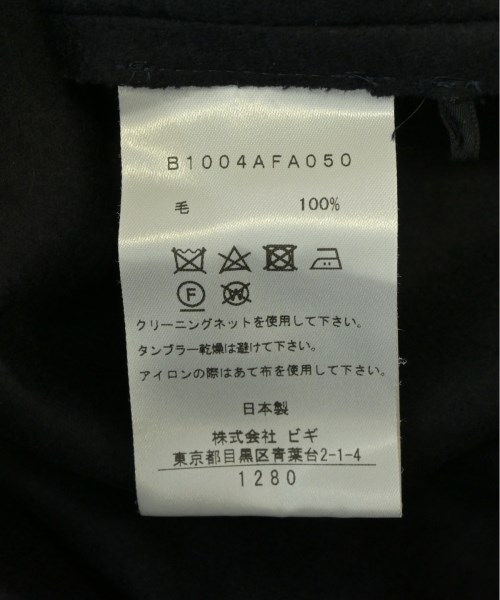 B1004AFA050
毛 100%
F W
クリーニングネットを使用して下さい。
タンブラー乾燥は避けて下さい。
アイロンの際はあて布を使用して下さい。
日本製
株式会社 ビギ
東京都目黒区青葉台2-1-4
1280